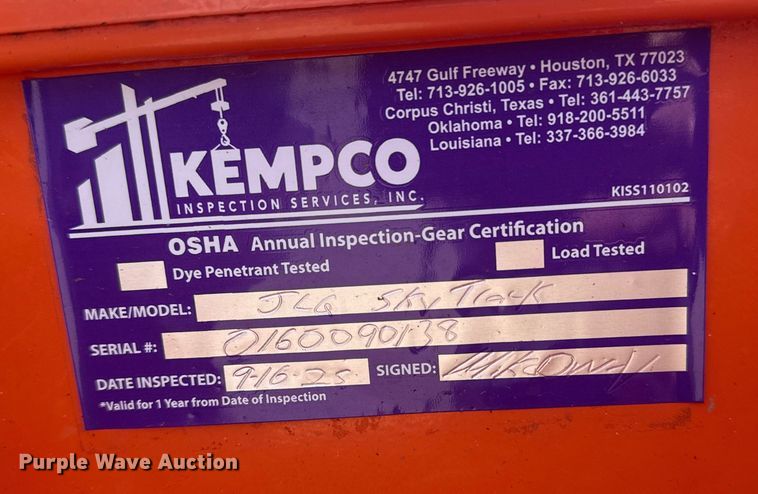 4747 Gulf Freeway • Houston, TX 77023
Tel: 713-926-1005 • Fax: 713-926-6033
Corpus Christi, Texas • Tel: 361-443-7757
Oklahoma • Tel: 918-200-5511
Louisiana • Tel: 337-366-3984
KEMPCO
INSPECTION SERVICES, INC.
KISS110102
OSHA Annual Inspection-Gear Certification
Dye Penetrant Tested
Load Tested
MAKE/MODEL: JLG Sky Track
SERIAL #: 0160090138
DATE INSPECTED: 9-16-25 SIGNED:
*Valid for 1 Year from Date of Inspection
Purple Wave Auction